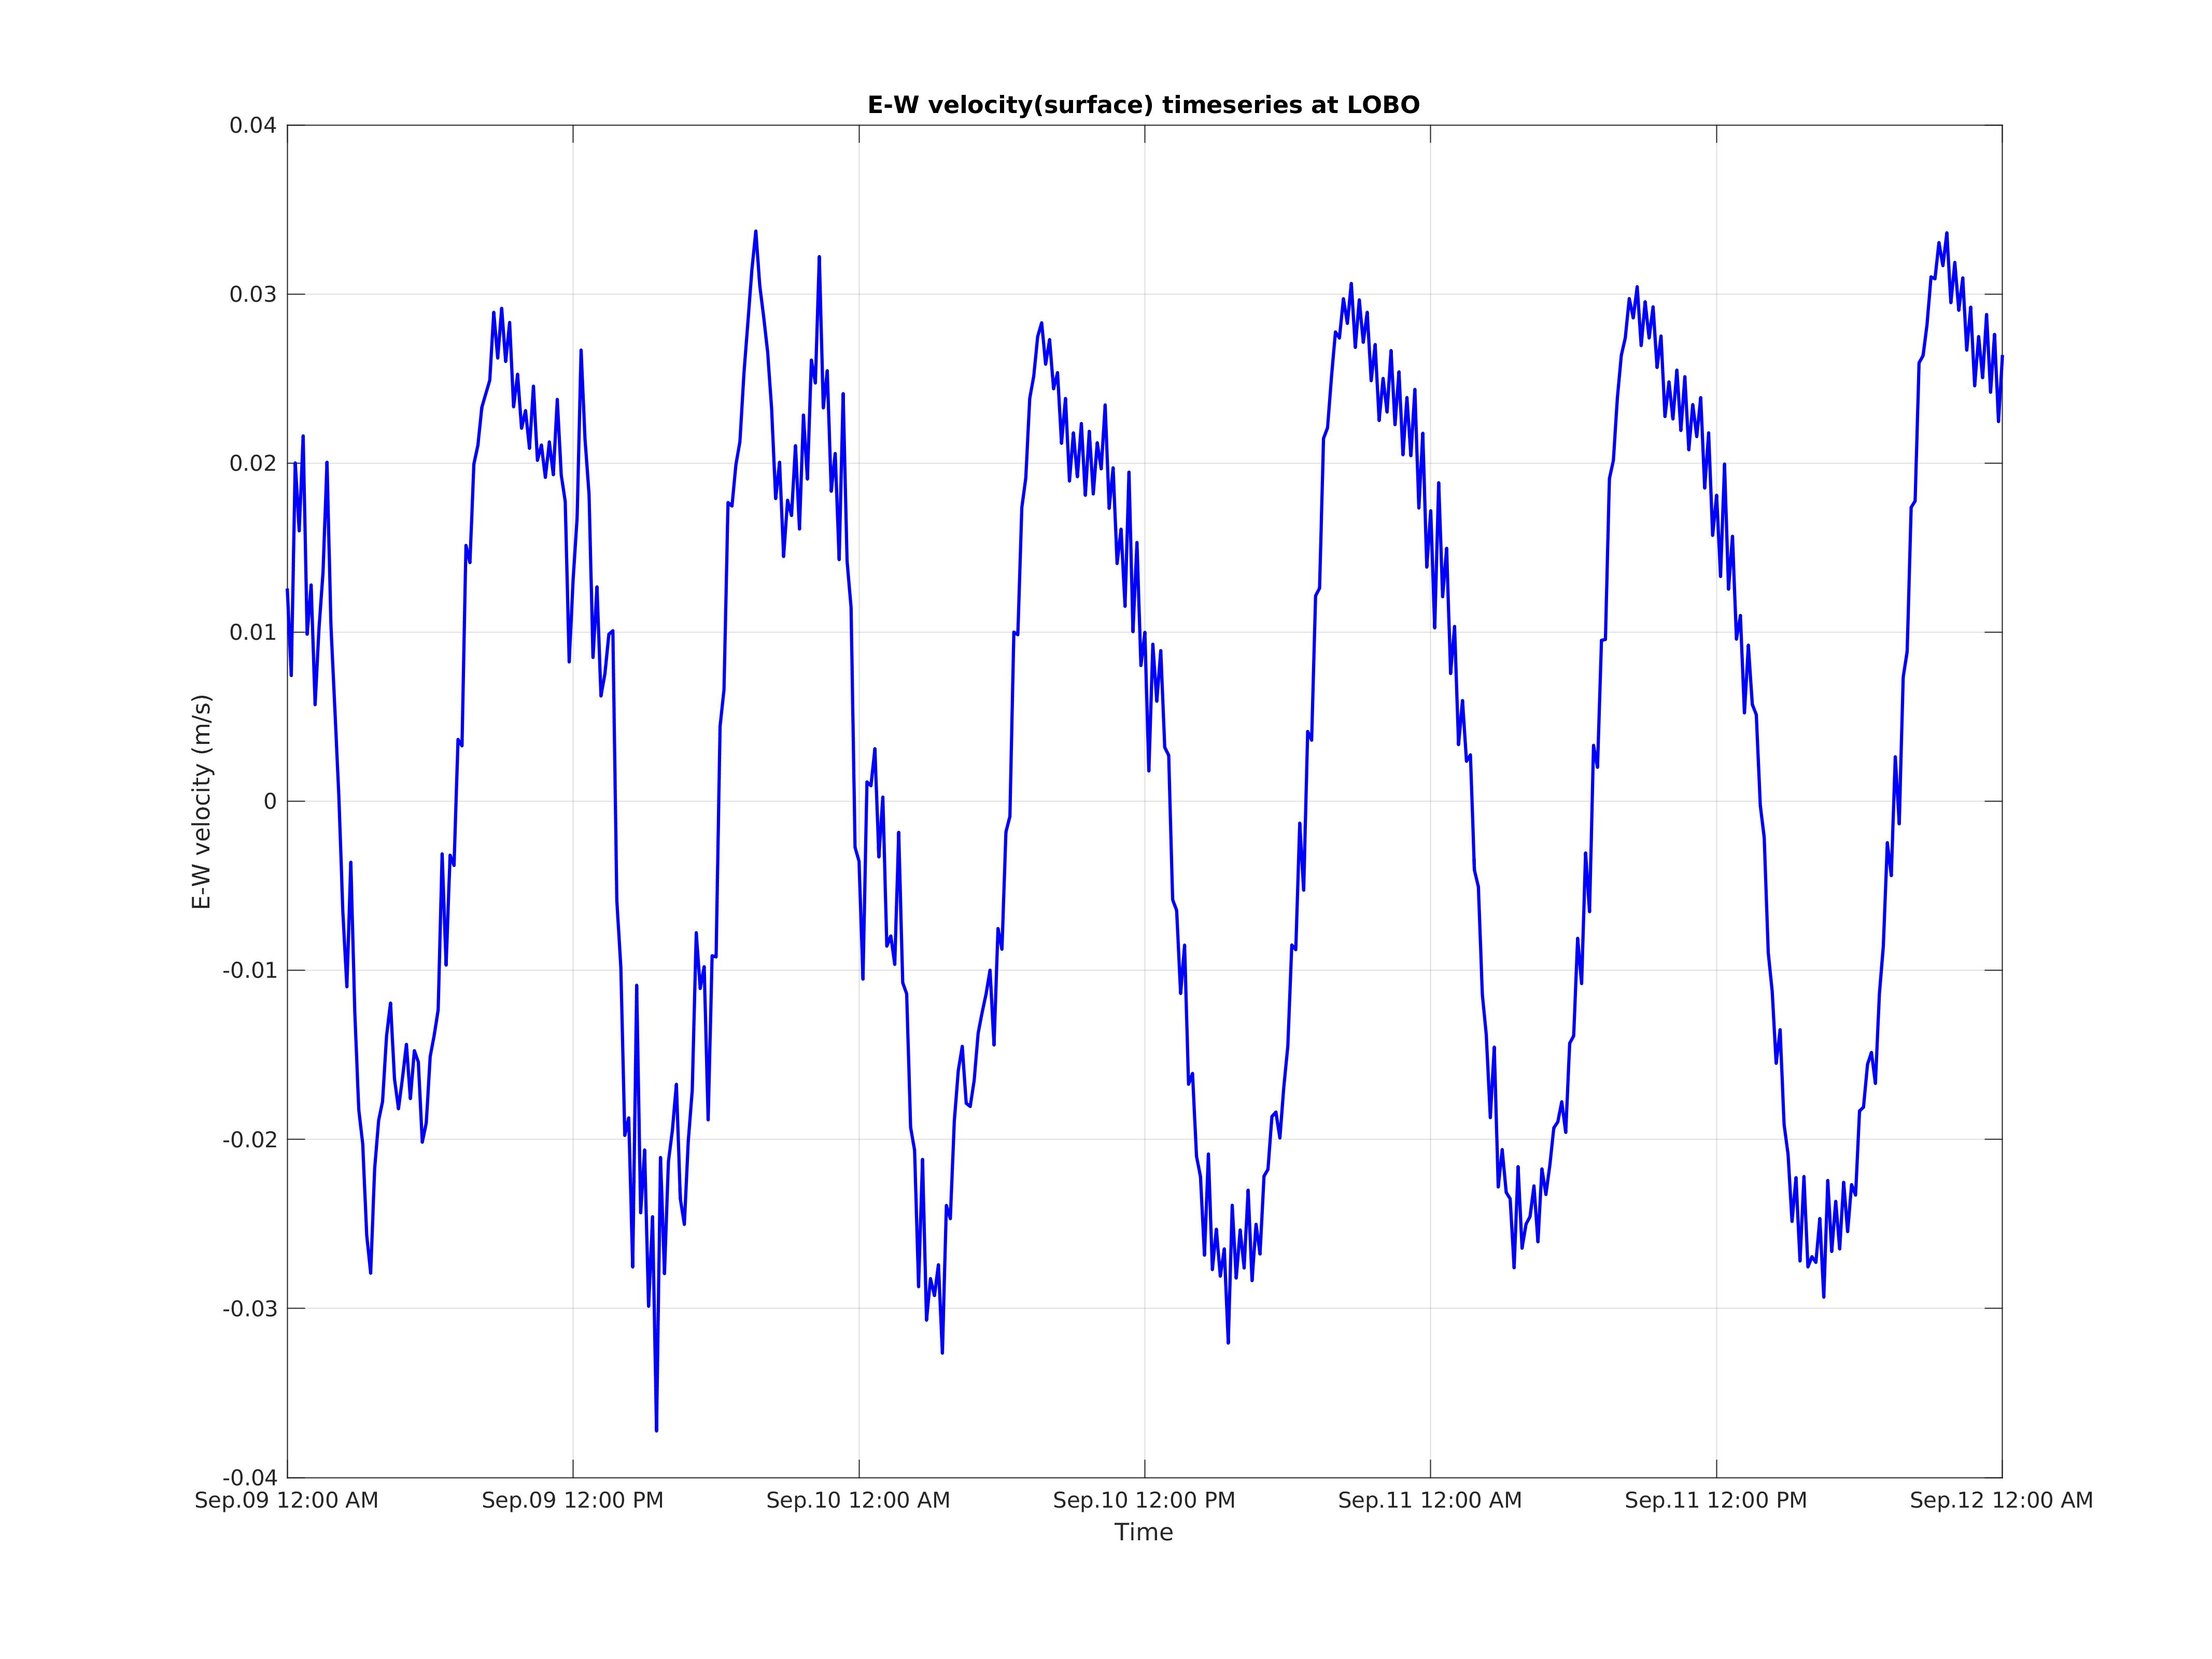 E-W velocity(surface) timeseries at LOBO
0.04
0.03
0.02
0.01
0
-0.01
-0.02
-0.03
-0.04
E-W velocity (m/s)
Sep.09 12:00 AM
Sep.09 12:00 PM
Sep.10 12:00 AM
Sep.10 12:00 PM
Sep.11 12:00 AM
Sep.11 12:00 PM
Sep.12 12:00 AM
Time